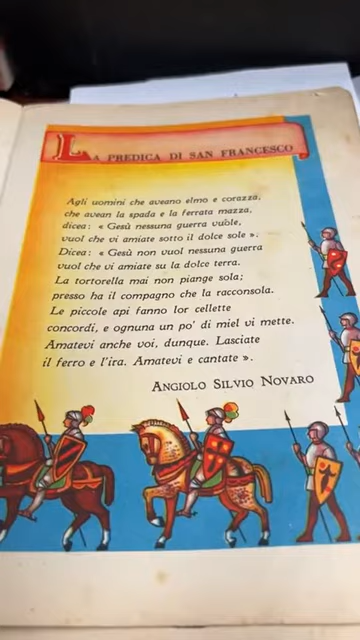 LA PREDICA DI SAN FRANCESCO
Agli uomini che aveano elmo e corazza,
che avean la spada e la ferrata mazza,
dicea: « Gesù nessuna guerra vuole,
vuol che vi amiate sotto il dolce sole ».
Dicea: « Gesù non vuol nessuna guerra
vuol che vi amiate su la dolce terra.
La tortorella mai non piange sola;
presso ha il compagno che la racconsola.
Le piccole api fanno lor cellette
concordi, e ognuna un po' di miel vi mette.
Amatevi anche voi, dunque. Lasciate
il ferro e l'ira. Amatevi e cantate ».
ANGIOLO SILVIO NOVARO